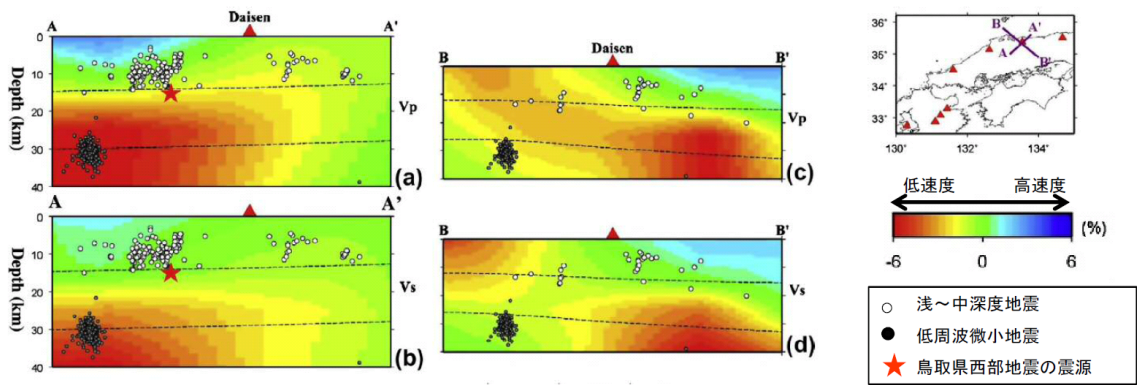 A
Daisen
A'
0
10
20
30
40
Depth (km)
Vp
(a)
A
A'
0
10
20
30
40
Depth (km)
Vs
(b)
B
Daisen
B'
Vp
(c)
B
B'
Vs
(d)
36°
35°
34°
33°
130°
132°
134°
B
A'
A
B'
低速度
高速度
-6
0
6
(%)
浅～中深度地震
低周波微小地震
鳥取県西部地震の震源